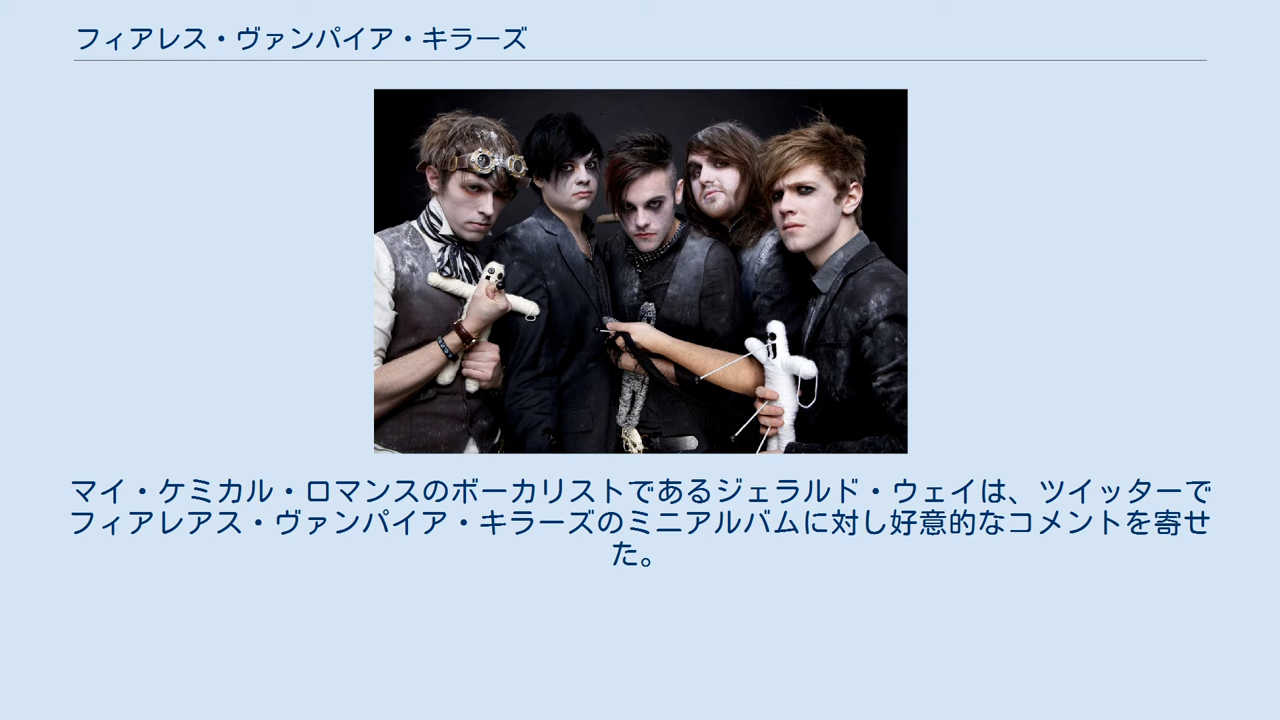 フィアレス・ヴァンパイア・キラーズ
マイ・ケミカル・ロマンスのボーカリストであるジェラルド・ウェイは、ツイッターで
フィアレアス・ヴァンパイア・キラーズのミニアルバムに対し好意的なコメントを寄せ
た。